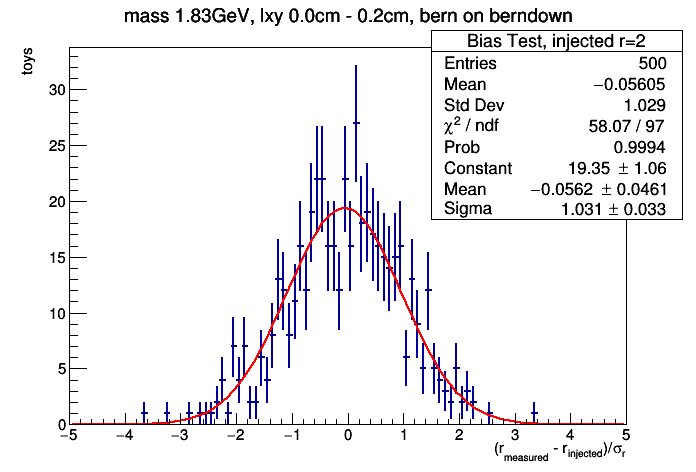 mass 1.83GeV, lxy 0.0cm - 0.2cm, bern on berndown
Bias Test, injected r=2
Entries 500
Mean −0.05605
Std Dev 1.029
χ² / ndf 58.07 / 97
Prob 0.9994
Constant 19.35 ± 1.06
Mean −0.0562 ± 0.0461
Sigma 1.031 ± 0.033
toys
30
25
20
15
10
5
0
−5 −4 −3 −2 −1 0 1 2 3 4 5
(r_measured - r_injected)/σ_r